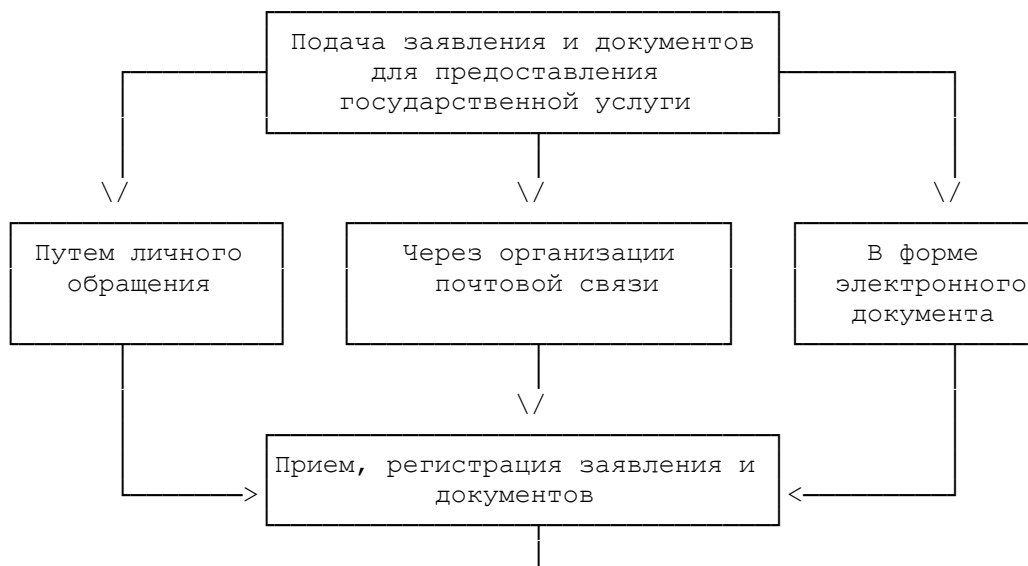 Подача заявления и документов
для предоставления
государственной услуги
Путем личного
обращения
Через организации
почтовой связи
В форме
электронного
документа
Прием, регистрация заявления и
документов